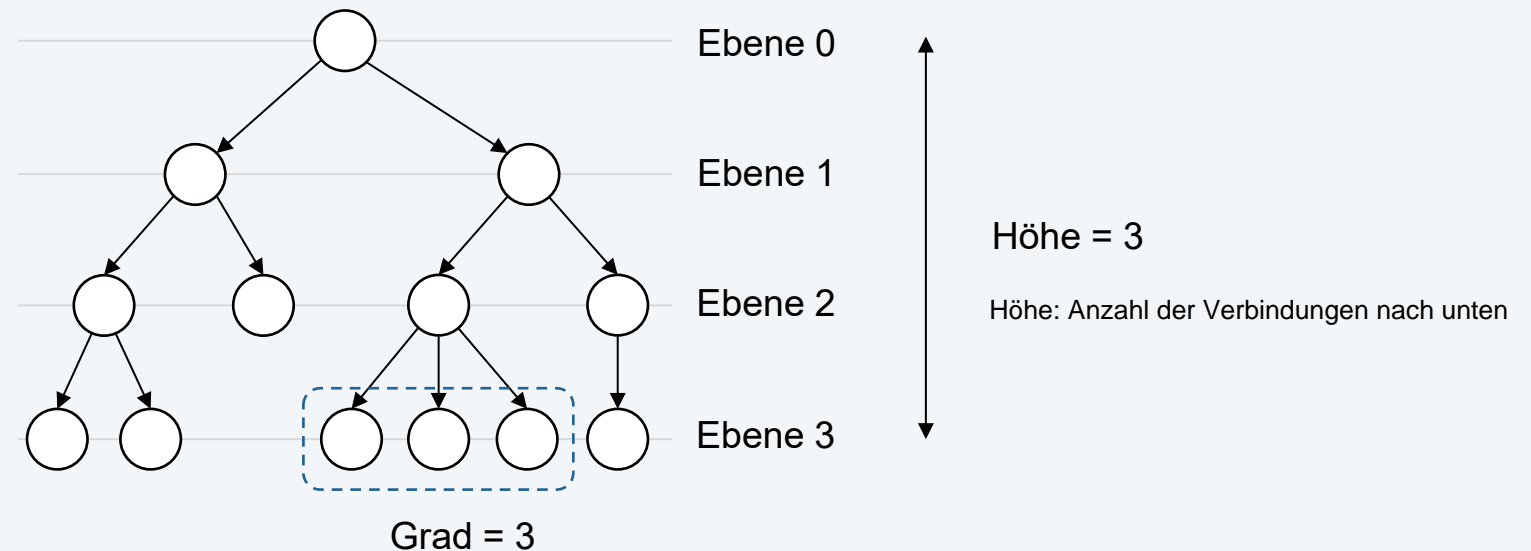 Ebene 0
Ebene 1
Höhe = 3
Ebene 2
Höhe: Anzahl der Verbindungen nach unten
Ebene 3
Grad = 3